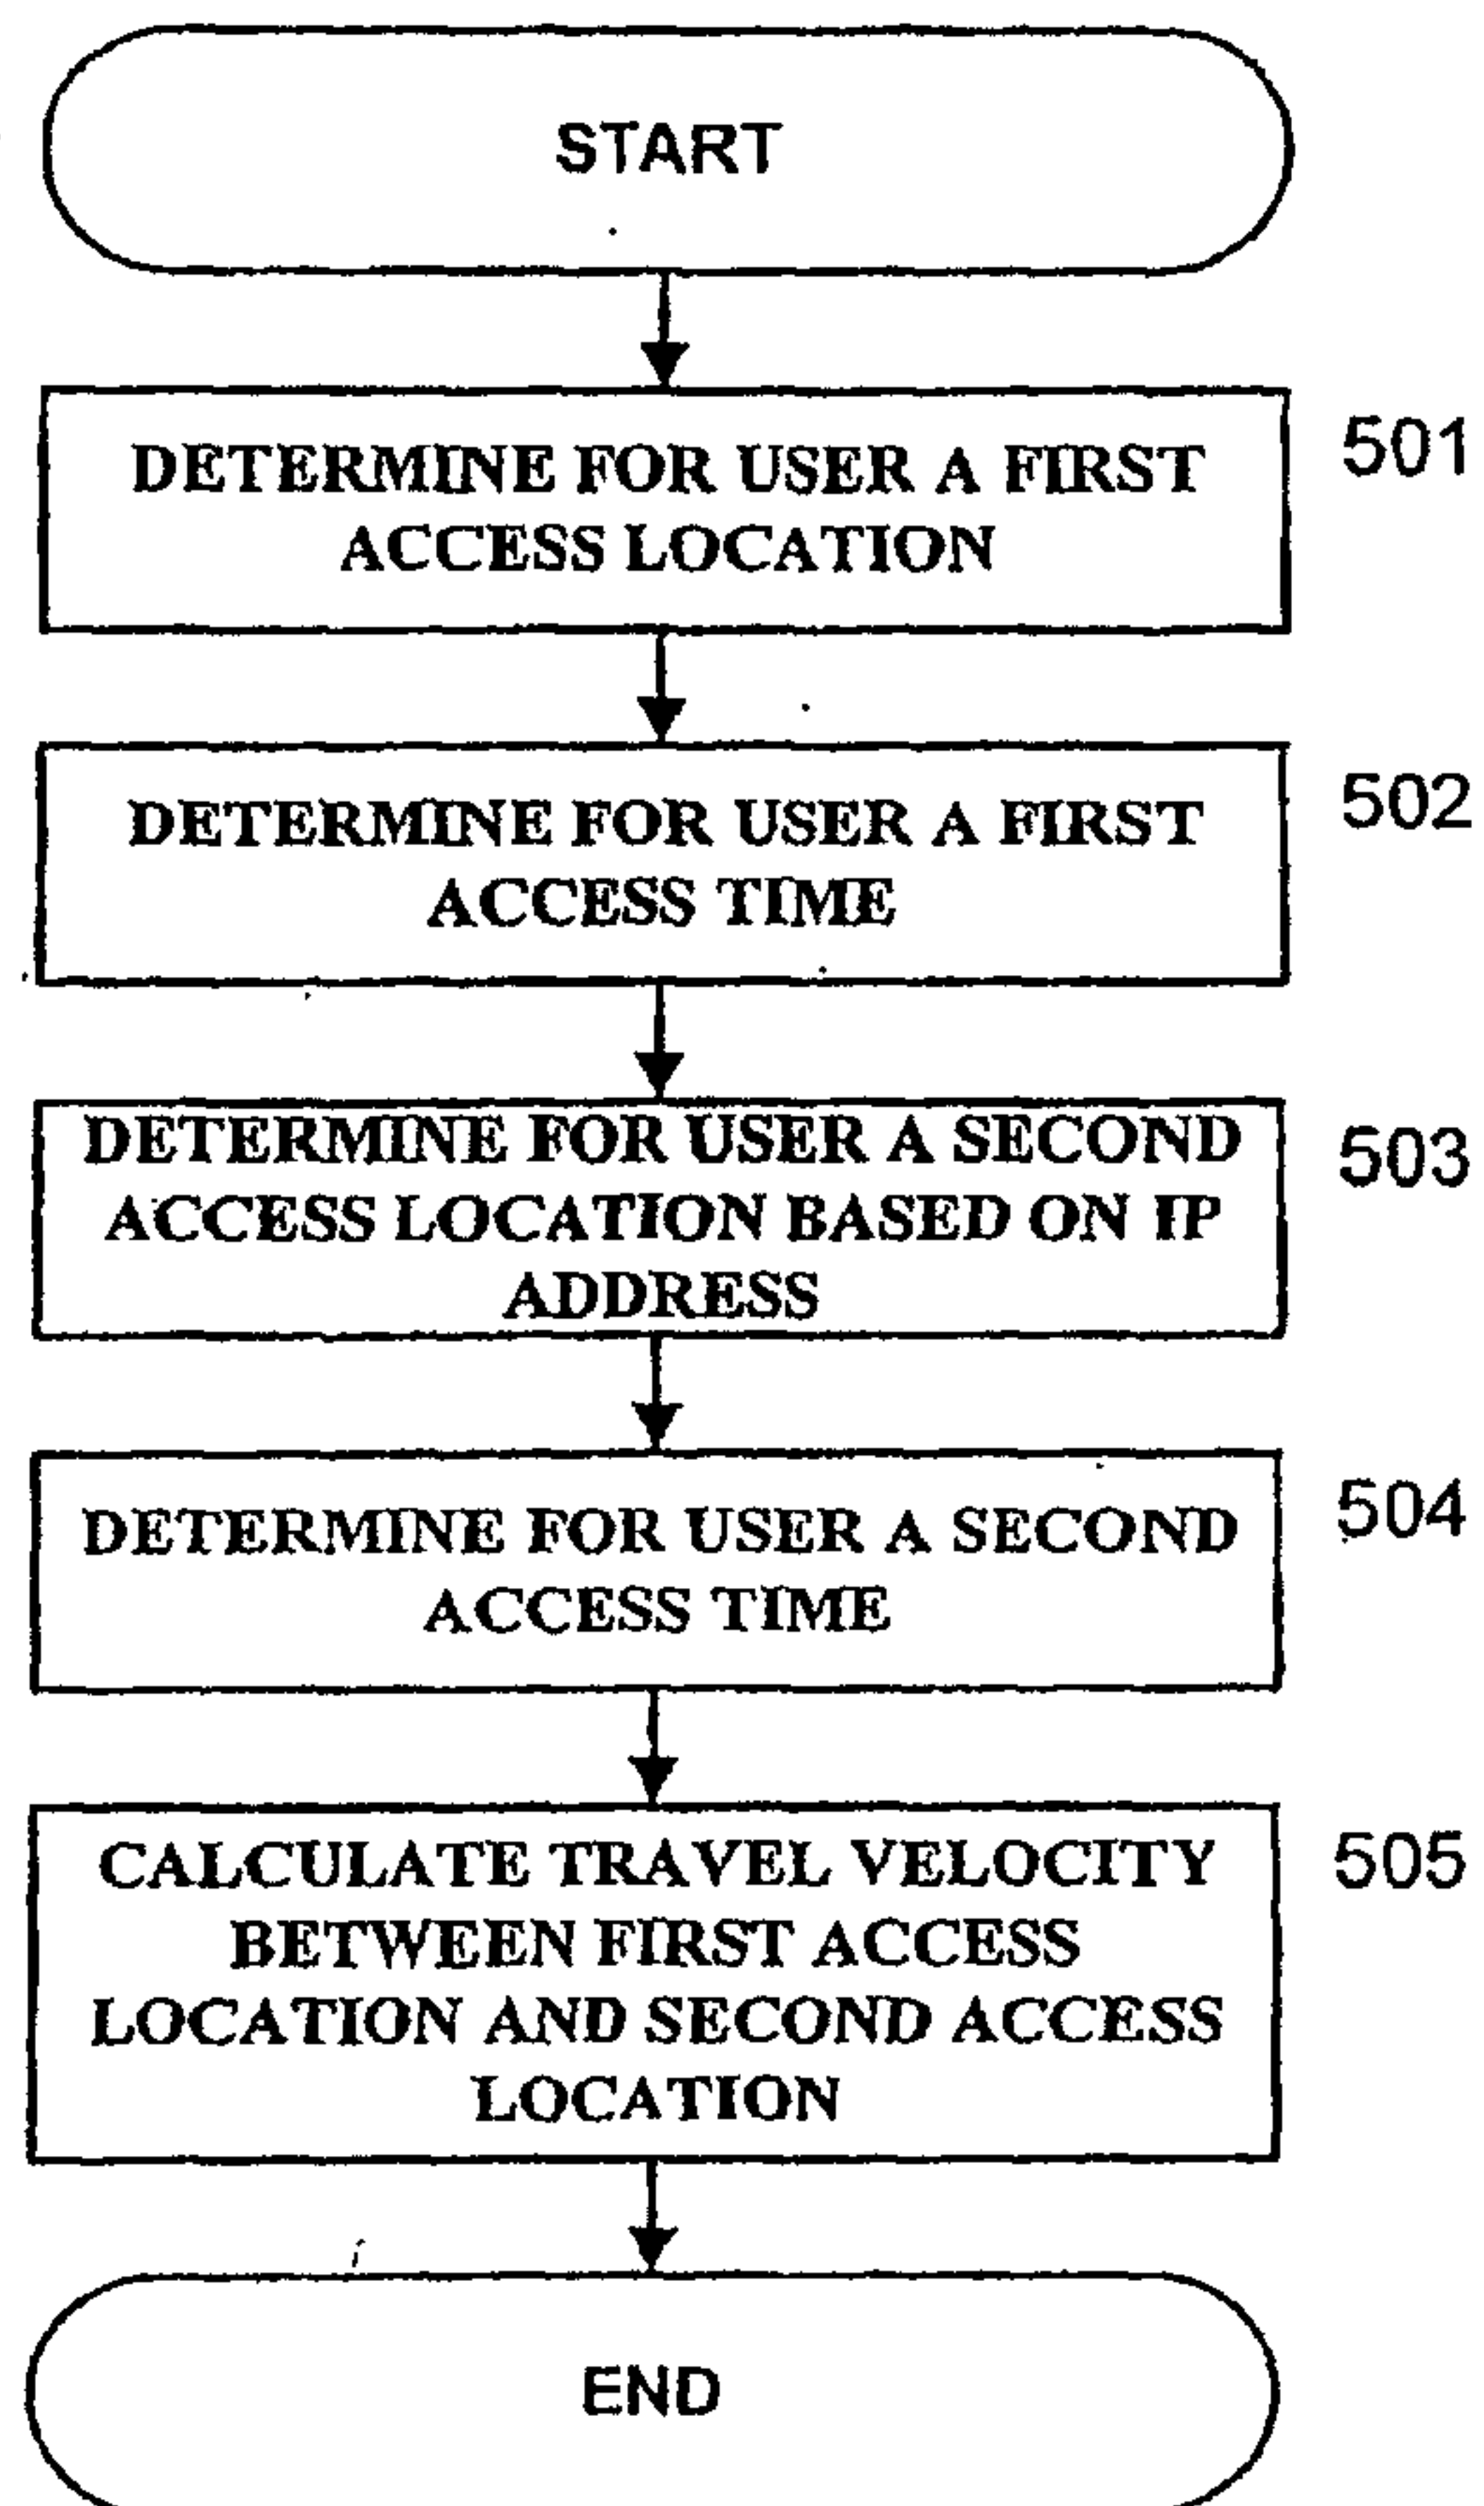 START
DETERMINE FOR USER A FIRST
ACCESS LOCATION
501
DETERMINE FOR USER A FIRST
ACCESS TIME
502
DETERMINE FOR USER A SECOND
ACCESS LOCATION BASED ON IP
ADDRESS
503
DETERMINE FOR USER A SECOND
ACCESS TIME
504
CALCULATE TRAVEL VELOCITY
BETWEEN FIRST ACCESS
LOCATION AND SECOND ACCESS
LOCATION
505
END